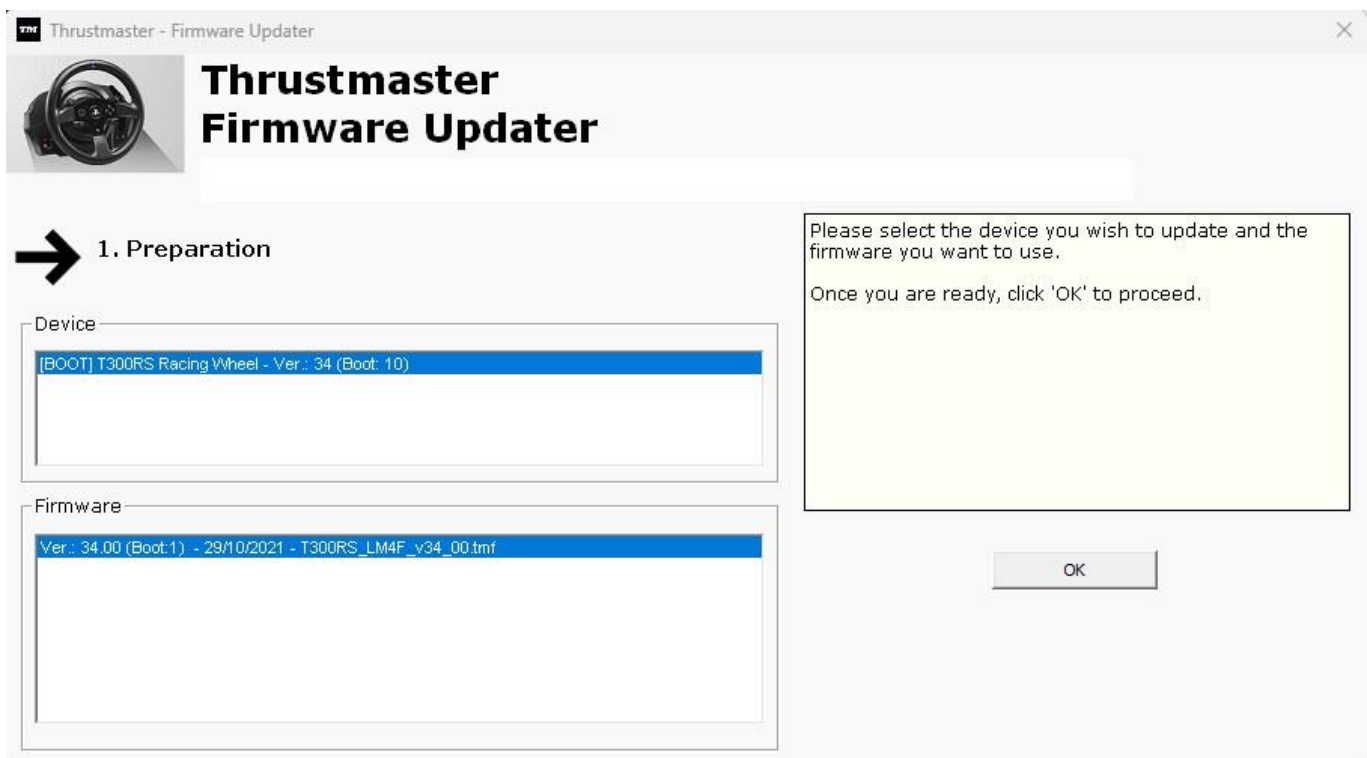 TM Thrustmaster - Firmware Updater
Thrustmaster
Firmware Updater
1. Preparation
Please select the device you wish to update and the
firmware you want to use.
Once you are ready, click 'OK' to proceed.
Device
[BOOT] T300RS Racing Wheel - Ver.: 34 (Boot: 10)
Firmware
Ver.: 34.00 (Boot:1) - 29/10/2021 - T300RS_LM4F_v34_00.tmf
OK